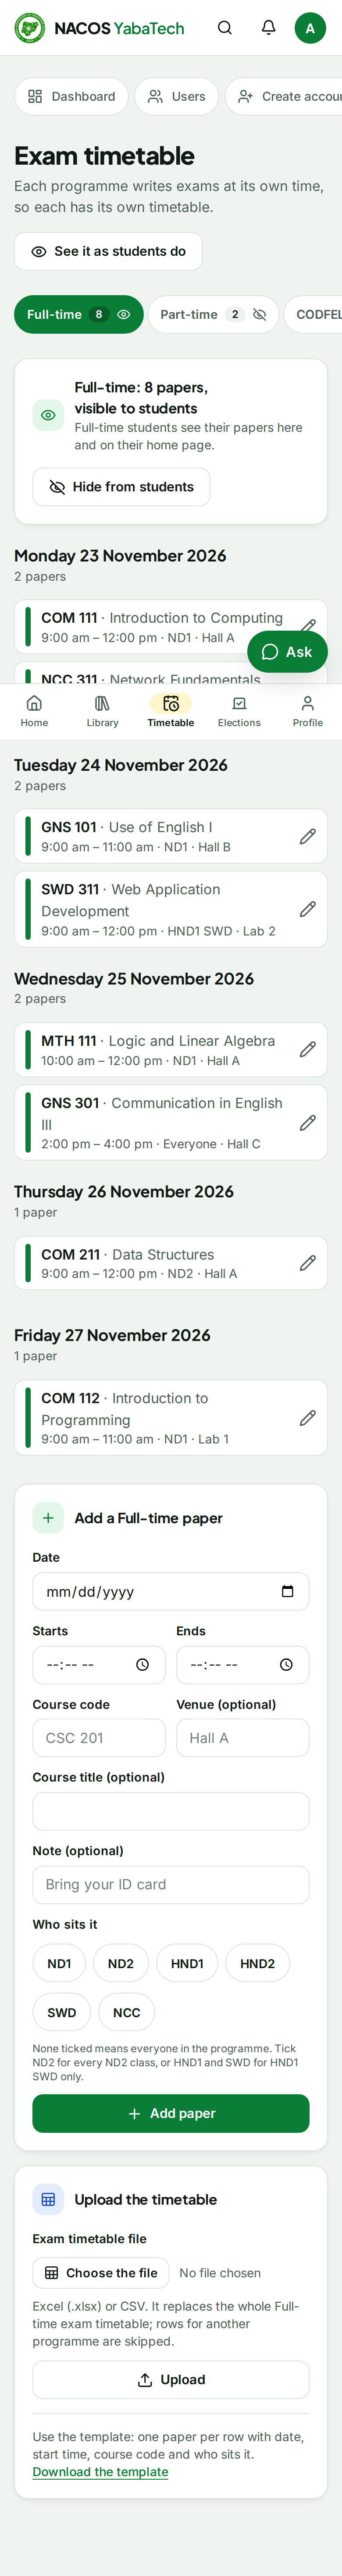 NACOS YabaTech
A
Dashboard
Users
Create accou
Exam timetable
Each programme writes exams at its own time,
so each has its own timetable.
See it as students do
Full-time 8
Part-time 2
CODFEL
Full-time: 8 papers,
visible to students
Full-time students see their papers here
and on their home page.
Hide from students
Monday 23 November 2026
2 papers
COM 111 · Introduction to Computing
9:00 am – 12:00 pm · ND1 · Hall A
Ask
NCC 311 · Network Fundamentals
Home
Library
Timetable
Elections
Profile
Tuesday 24 November 2026
2 papers
GNS 101 · Use of English I
9:00 am – 11:00 am · ND1 · Hall B
SWD 311 · Web Application
Development
9:00 am – 12:00 pm · HND1 SWD · Lab 2
Wednesday 25 November 2026
2 papers
MTH 111 · Logic and Linear Algebra
10:00 am – 12:00 pm · ND1 · Hall A
GNS 301 · Communication in English
III
2:00 pm – 4:00 pm · Everyone · Hall C
Thursday 26 November 2026
1 paper
COM 211 · Data Structures
9:00 am – 12:00 pm · ND2 · Hall A
Friday 27 November 2026
1 paper
COM 112 · Introduction to
Programming
9:00 am – 11:00 am · ND1 · Lab 1
Add a Full-time paper
Date
mm/dd/yyyy
Starts
Ends
--:-- --
--:-- --
Course code
Venue (optional)
CSC 201
Hall A
Course title (optional)
Note (optional)
Bring your ID card
Who sits it
ND1
ND2
HND1
HND2
SWD
NCC
None ticked means everyone in the programme. Tick
ND2 for every ND2 class, or HND1 and SWD for HND1
SWD only.
Add paper
Upload the timetable
Exam timetable file
Choose the file
No file chosen
Excel (.xlsx) or CSV. It replaces the whole Full-
time exam timetable; rows for another
programme are skipped.
Upload
Use the template: one paper per row with date,
start time, course code and who sits it.
Download the template